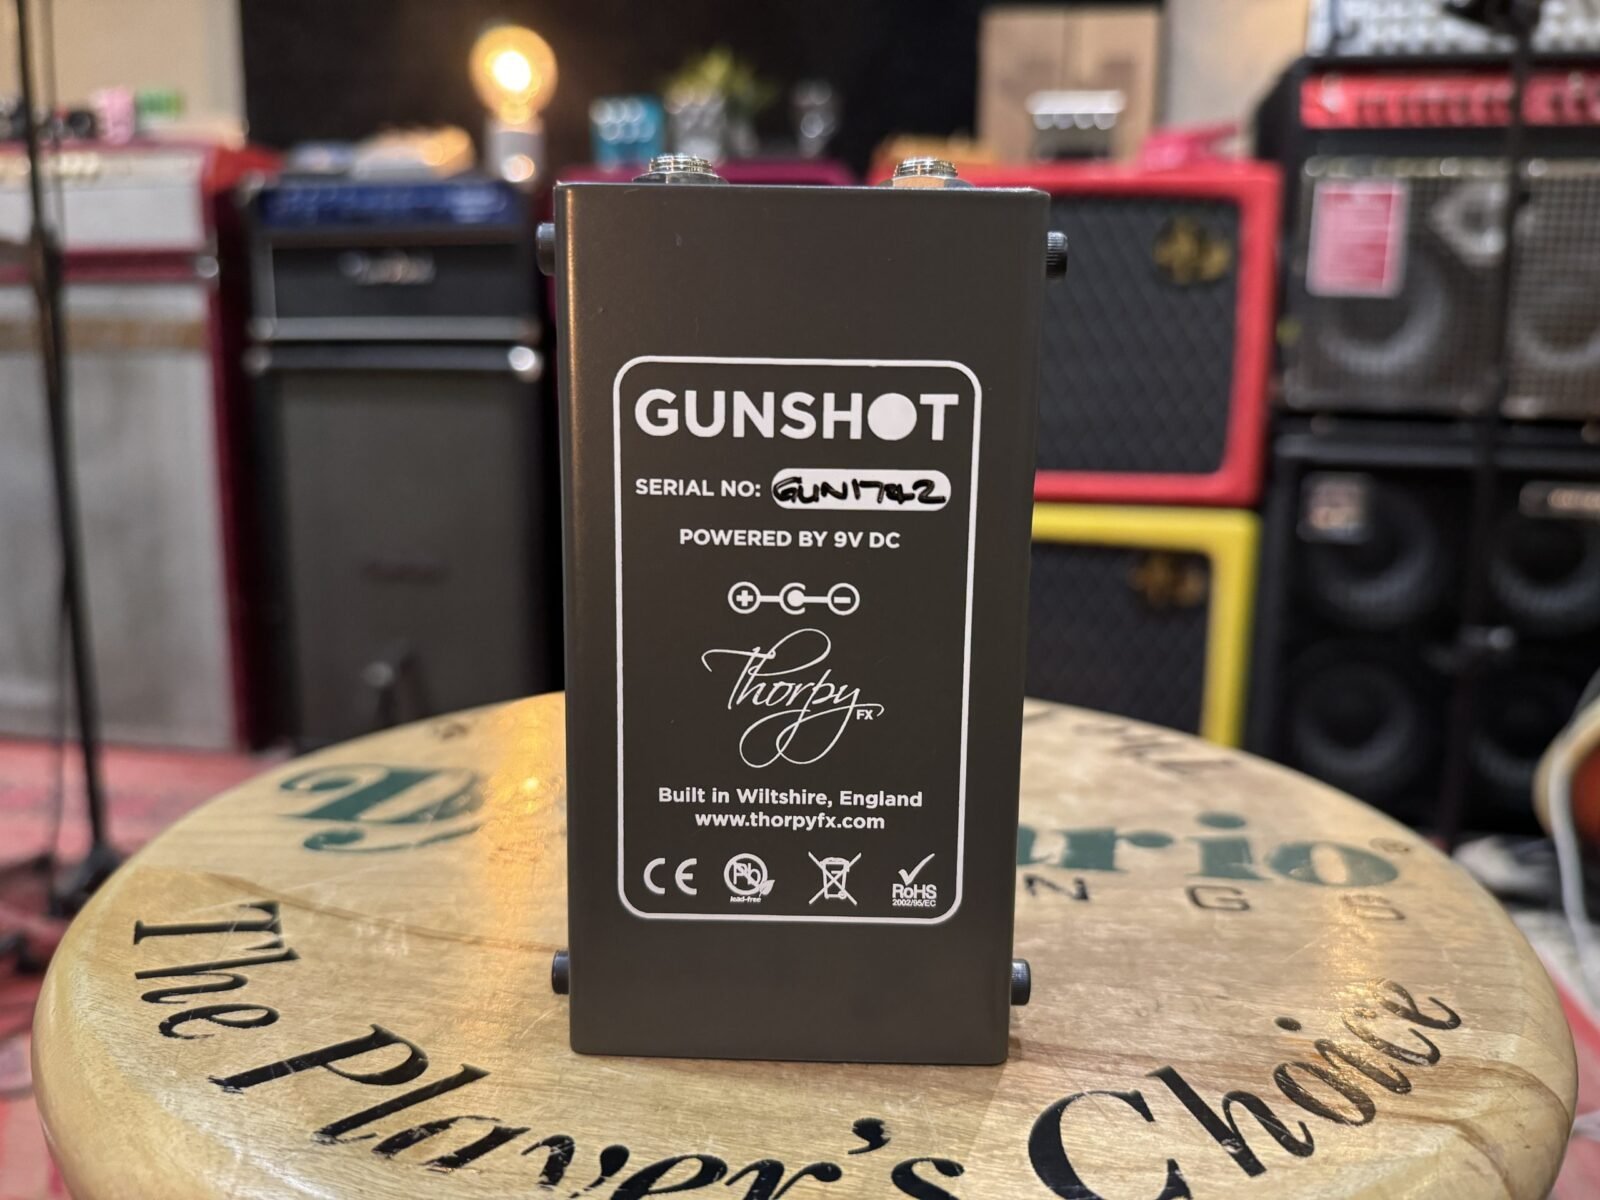 GUNSHOT
SERIAL NO: GUN1742
POWERED BY 9V DC
Thorpy FX
Built in Wiltshire, England
www.thorpyfx.com
CE
Pb
lead-free
RoHS
2002/95/EC
The Player's Choice